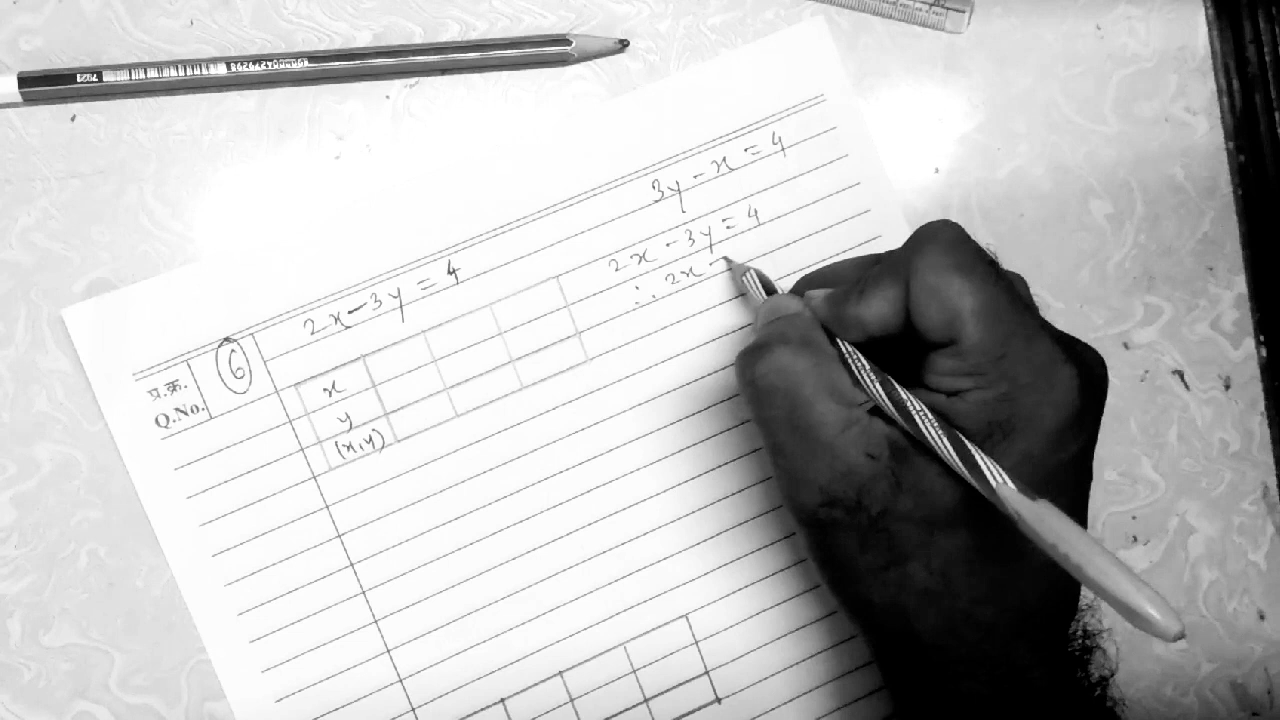 3y - x = 4
2x - 3y = 4
2x - 3y = 4
∴ 2x -
प्र.क्र.
Q.No.
6
x
y
(x,y)